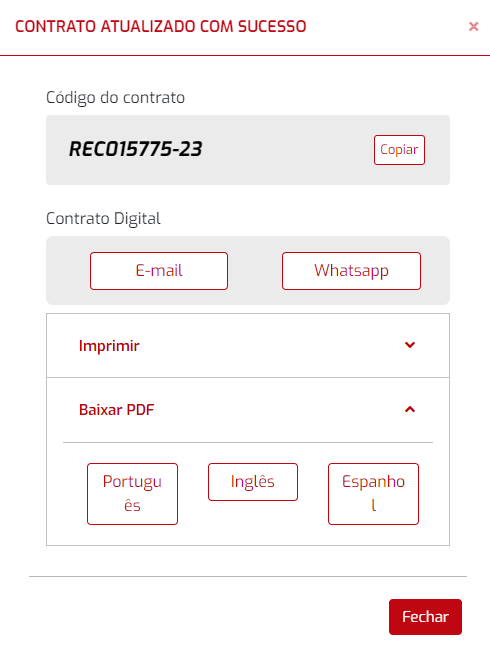 CONTRATO ATUALIZADO COM SUCESSO ×
Código do contrato
RECO15775-23 Copiar
Contrato Digital
E-mail Whatsapp
Imprimir
Baixar PDF
Portugu
ês
Inglês
Espanho
l
Fechar